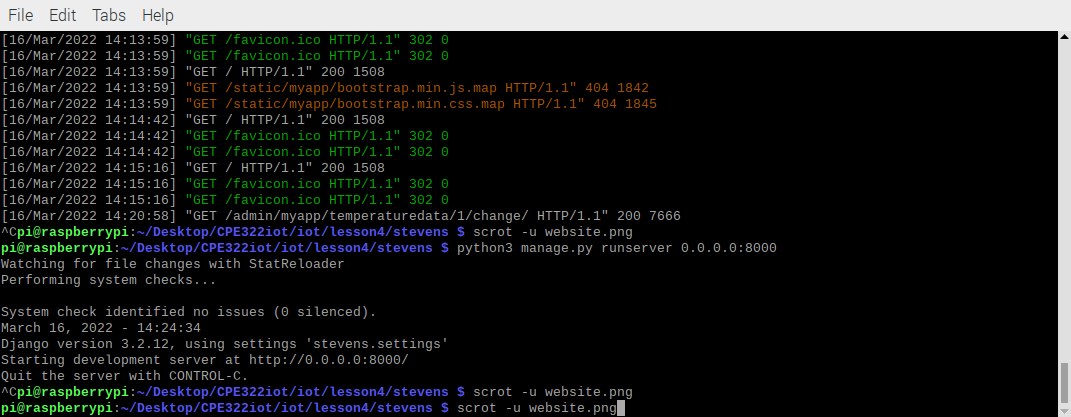 File Edit Tabs Help
[16/Mar/2022 14:13:59] "GET /favicon.ico HTTP/1.1" 302 0
[16/Mar/2022 14:13:59] "GET /favicon.ico HTTP/1.1" 302 0
[16/Mar/2022 14:13:59] "GET / HTTP/1.1" 200 1508
[16/Mar/2022 14:13:59] "GET /static/myapp/bootstrap.min.js.map HTTP/1.1" 404 1842
[16/Mar/2022 14:13:59] "GET /static/myapp/bootstrap.min.css.map HTTP/1.1" 404 1845
[16/Mar/2022 14:14:42] "GET / HTTP/1.1" 200 1508
[16/Mar/2022 14:14:42] "GET /favicon.ico HTTP/1.1" 302 0
[16/Mar/2022 14:14:42] "GET /favicon.ico HTTP/1.1" 302 0
[16/Mar/2022 14:15:16] "GET / HTTP/1.1" 200 1508
[16/Mar/2022 14:15:16] "GET /favicon.ico HTTP/1.1" 302 0
[16/Mar/2022 14:15:16] "GET /favicon.ico HTTP/1.1" 302 0
[16/Mar/2022 14:20:58] "GET /admin/myapp/temperaturedata/1/change/ HTTP/1.1" 200 7666
^Cpi@raspberrypi:~/Desktop/CPE322iot/iot/lesson4/stevens $ scrot -u website.png
pi@raspberrypi:~/Desktop/CPE322iot/iot/lesson4/stevens $ python3 manage.py runserver 0.0.0.0:8000
Watching for file changes with StatReloader
Performing system checks...
System check identified no issues (0 silenced).
March 16, 2022 - 14:24:34
Django version 3.2.12, using settings 'stevens.settings'
Starting development server at http://0.0.0.0:8000/
Quit the server with CONTROL-C.
^Cpi@raspberrypi:~/Desktop/CPE322iot/iot/lesson4/stevens $ scrot -u website.png
pi@raspberrypi:~/Desktop/CPE322iot/iot/lesson4/stevens $ scrot -u website.png